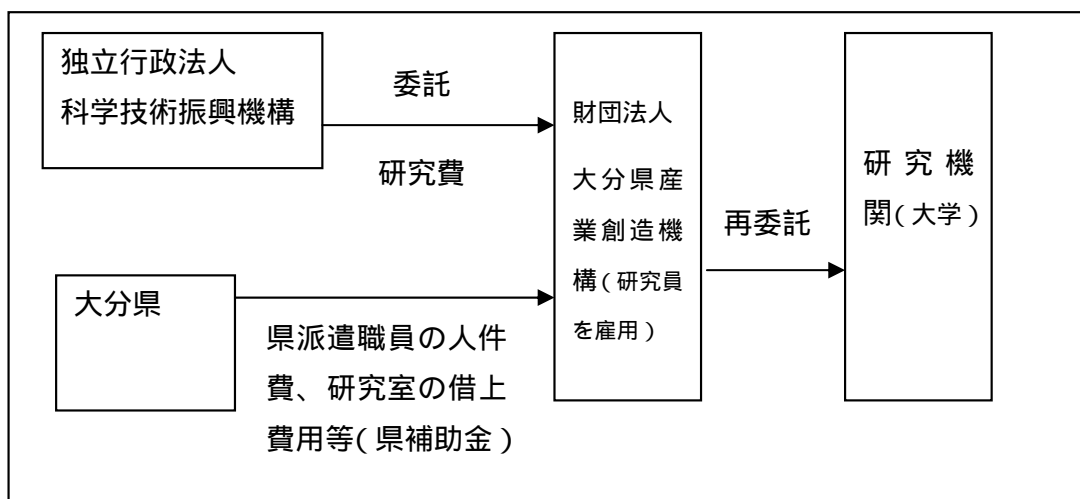 独立行政法人
科学技術振興機構
委託
研究費
財団法人
大分県産
業創造機
構(研究員
を雇用)
再委託
研究機
関(大学)
大分県
県派遣職員の人件
費、研究室の借上
費用等(県補助金)